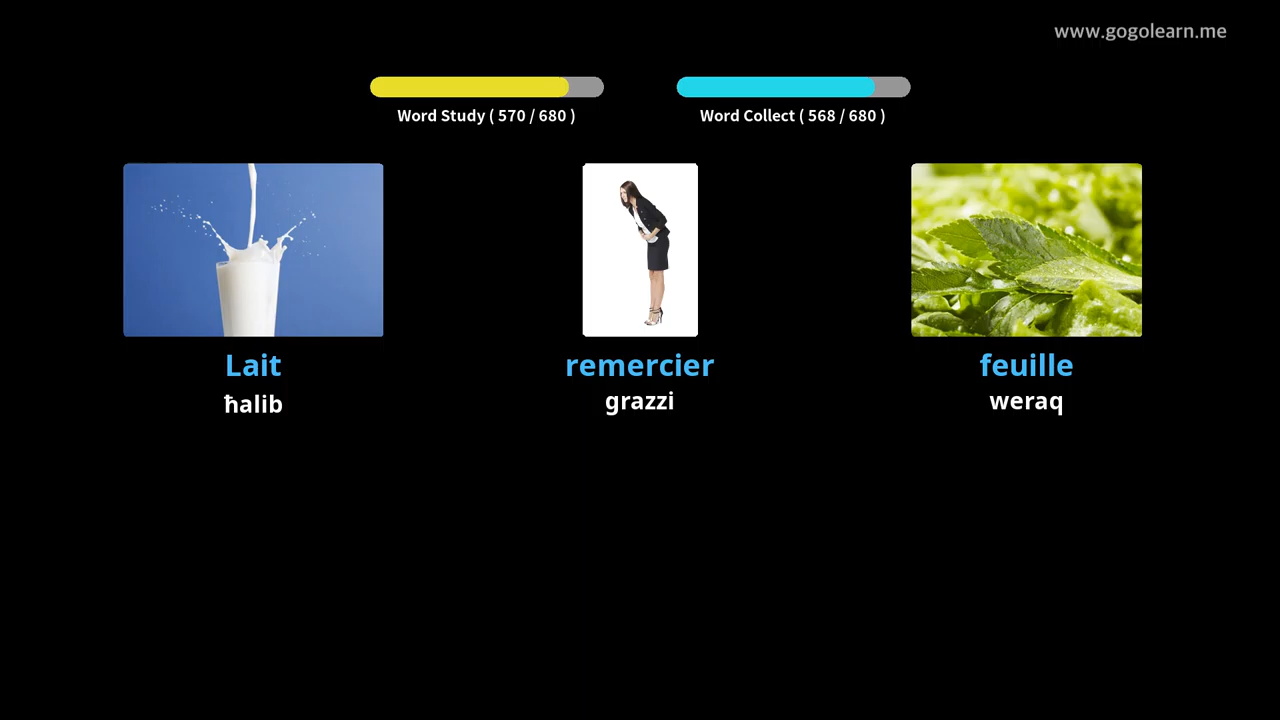 www.gogolearn.me
Word Study ( 570 / 680 )
Word Collect ( 568 / 680 )
Lait
remercier
feuille
ħalib
grazzi
weraq